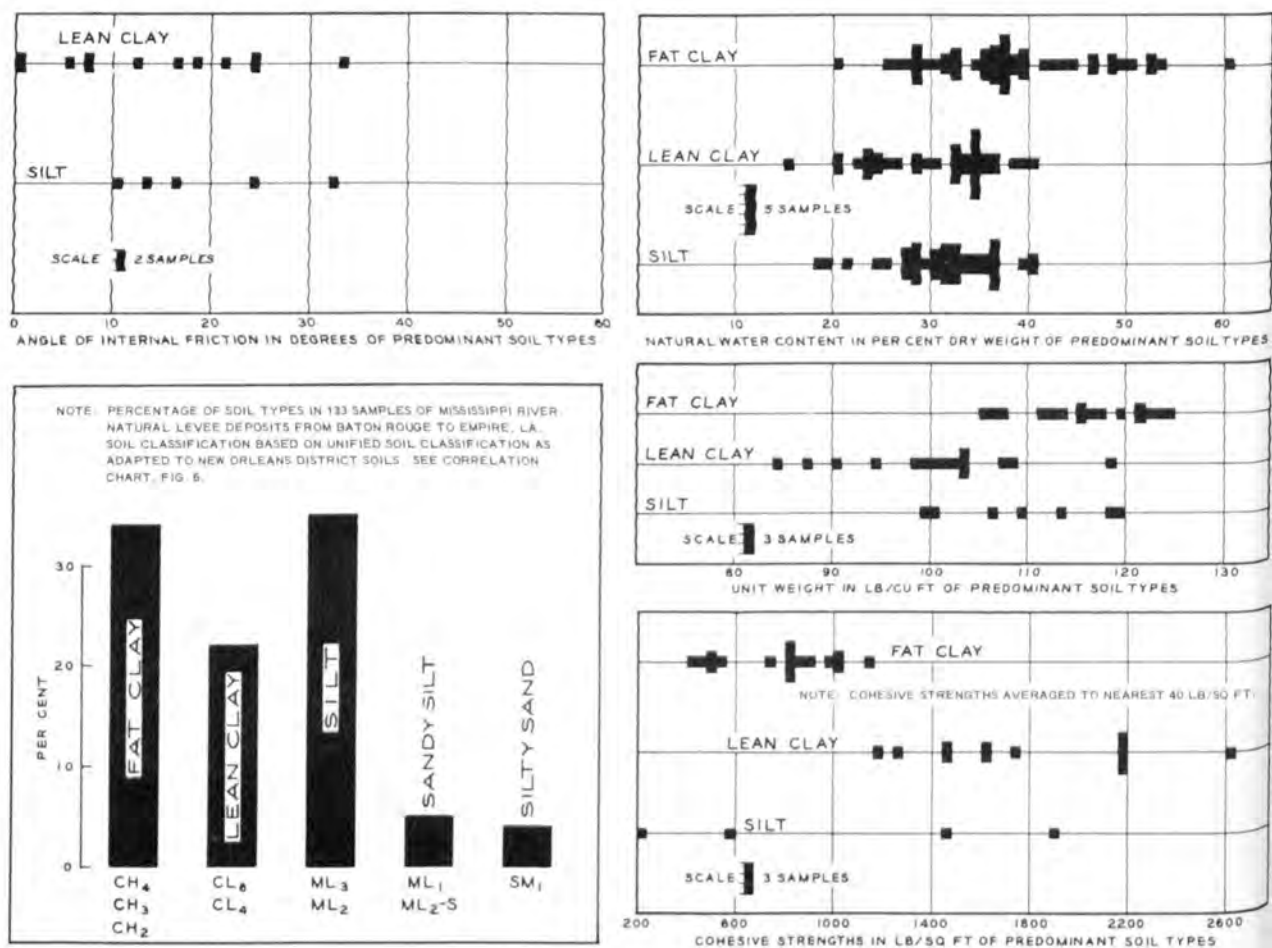 LEAN CLAY
SILT
SCALE 2 SAMPLES
0 10 20 30 40 50 60
ANGLE OF INTERNAL FRICTION IN DEGREES OF PREDOMINANT SOIL TYPES
FAT CLAY
LEAN CLAY
SCALE 5 SAMPLES
SILT
10 20 30 40 50 60
NATURAL WATER CONTENT IN PER CENT DRY WEIGHT OF PREDOMINANT SOIL TYPES
NOTE: PERCENTAGE OF SOIL TYPES IN 133 SAMPLES OF MISSISSIPPI RIVER
NATURAL LEVEE DEPOSITS FROM BATON ROUGE TO EMPIRE, LA.
SOIL CLASSIFICATION BASED ON UNIFIED SOIL CLASSIFICATION AS
ADAPTED TO NEW ORLEANS DISTRICT SOILS. SEE CORRELATION
CHART, FIG. 6.
PER CENT
30
20
10
0
FAT CLAY
LEAN CLAY
SILT
SANDY SILT
SILTY SAND
CH4 CL6 ML3 ML1 SM1
CH3 CL4 ML2 ML2-S
CH2
FAT CLAY
LEAN CLAY
SILT
SCALE 3 SAMPLES
80 90 100 110 120 130
UNIT WEIGHT IN LB/CU FT OF PREDOMINANT SOIL TYPES
FAT CLAY
NOTE: COHESIVE STRENGTHS AVERAGED TO NEAREST 40 LB/SQ FT.
LEAN CLAY
SILT
SCALE 3 SAMPLES
200 600 1000 1400 1800 2200 2600
COHESIVE STRENGTHS IN LB/SQ FT OF PREDOMINANT SOIL TYPES